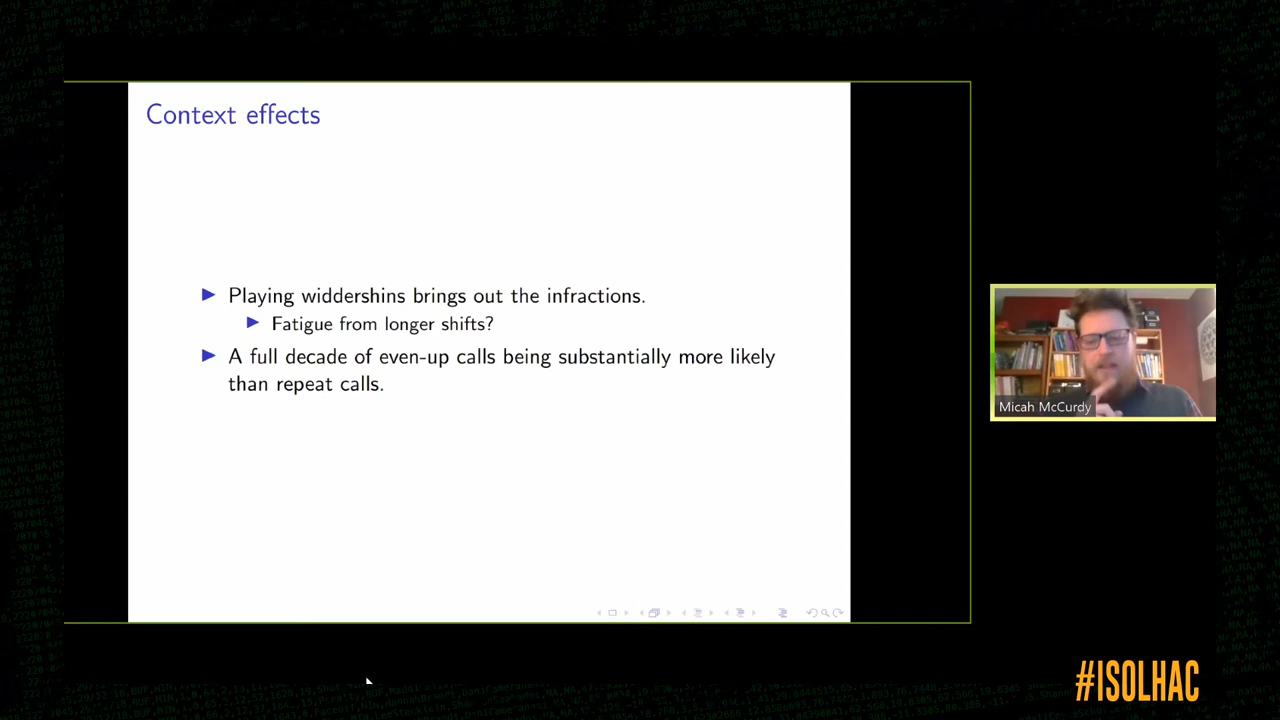 Context effects
Playing widdershins brings out the infractions.
Fatigue from longer shifts?
A full decade of even-up calls being substantially more likely
than repeat calls.
Micah McCurdy
#ISOLHAC